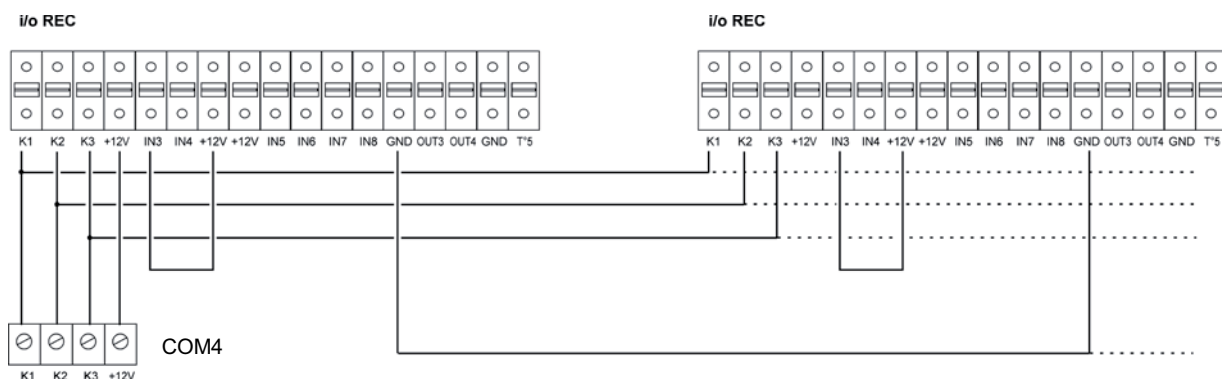 i/o REC i/o REC
K1 K2 K3 +12V IN3 IN4 +12V +12V IN5 IN6 IN7 IN8 GND OUT3 OUT4 GND T°5 K1 K2 K3 +12V IN3 IN4 +12V +12V IN5 IN6 IN7 IN8 GND OUT3 OUT4 GND T°5
COM4
K1 K2 K3 +12V